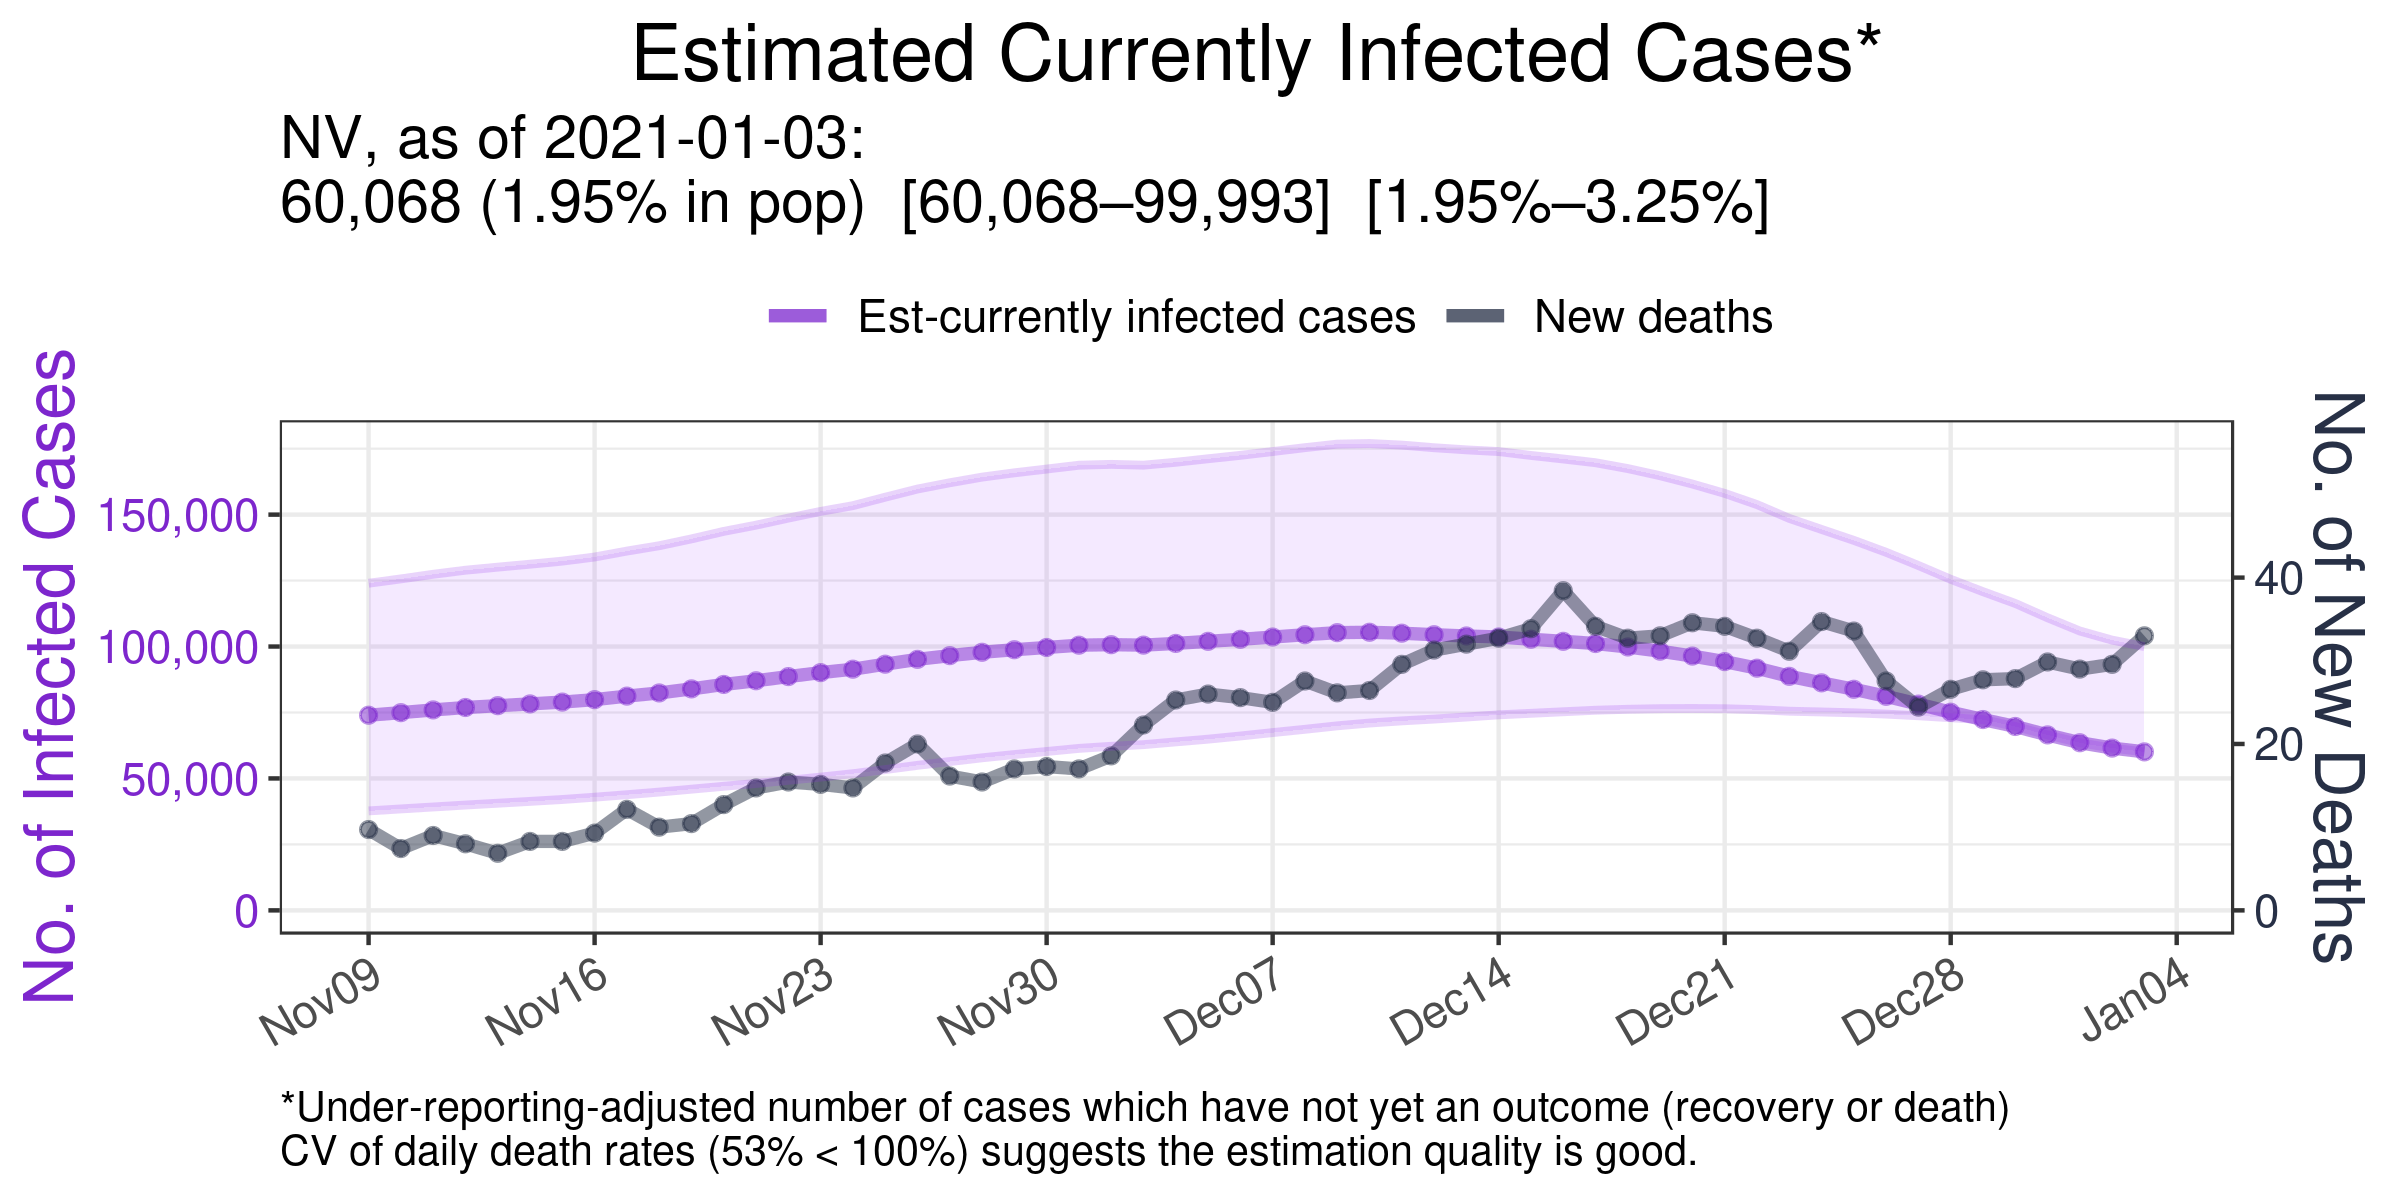 Estimated Currently Infected Cases*
NV, as of 2021-01-03:
60,068 (1.95% in pop)  [60,068–99,993]  [1.95%–3.25%]
Est-currently infected cases
New deaths
No. of Infected Cases
150,000
100,000
50,000
0
40
20
0
No. of New Deaths
Nov09
Nov16
Nov23
Nov30
Dec07
Dec14
Dec21
Dec28
Jan04
*Under-reporting-adjusted number of cases which have not yet an outcome (recovery or death)
CV of daily death rates (53% < 100%) suggests the estimation quality is good.